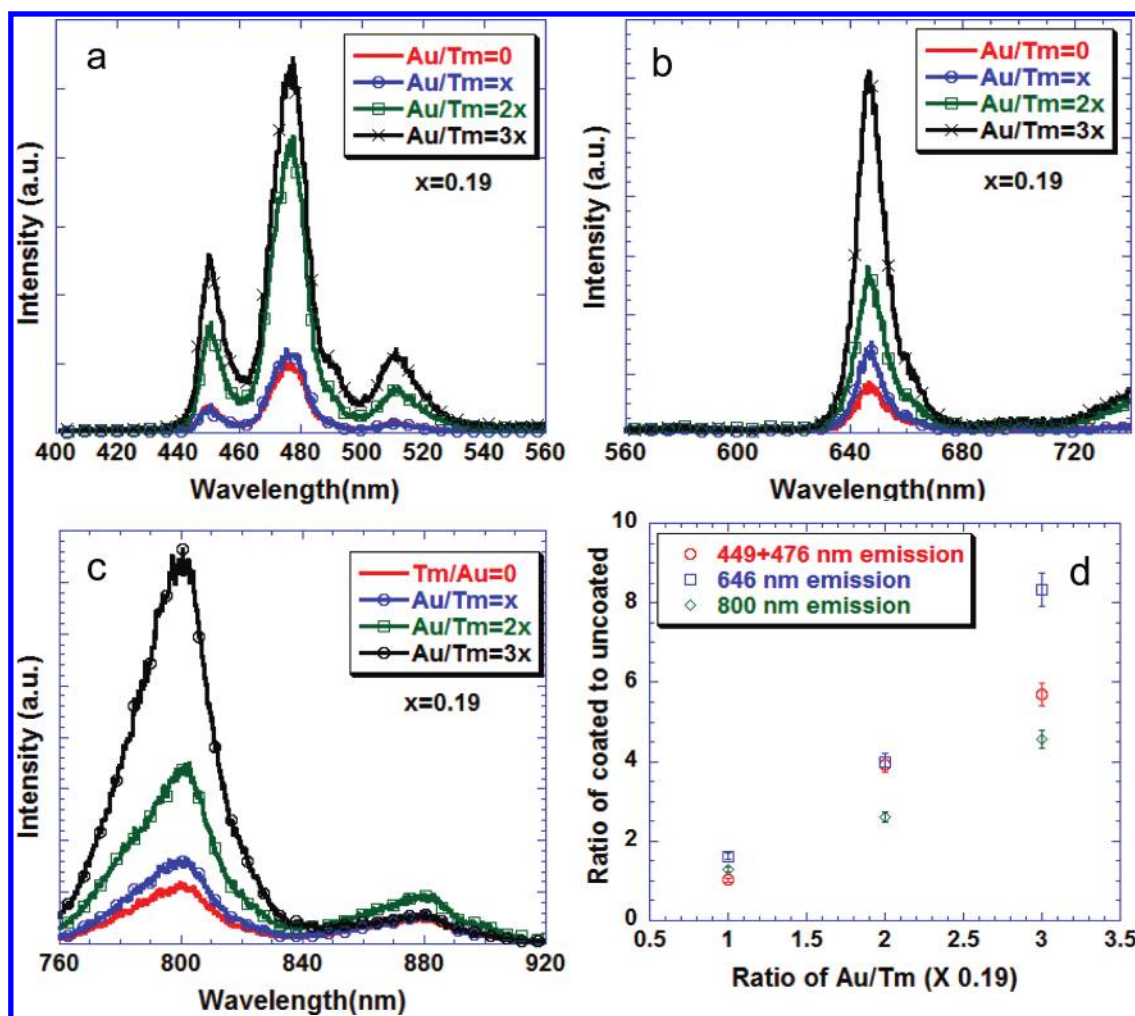 a
Au/Tm=0
Au/Tm=x
Au/Tm=2x
Au/Tm=3x
x=0.19
Intensity (a.u.)
400 420 440 460 480 500 520 540 560
Wavelength(nm)
b
Au/Tm=0
Au/Tm=x
Au/Tm=2x
Au/Tm=3x
x=0.19
Intensity (a.u.)
560 600 640 680 720
Wavelength(nm)
c
Tm/Au=0
Au/Tm=x
Au/Tm=2x
Au/Tm=3x
x=0.19
Intensity (a.u.)
760 800 840 880 920
Wavelength(nm)
d
449+476 nm emission
646 nm emission
800 nm emission
Ratio of coated to uncoated
10
8
6
4
2
0
0.5 1 1.5 2 2.5 3 3.5
Ratio of Au/Tm (X 0.19)